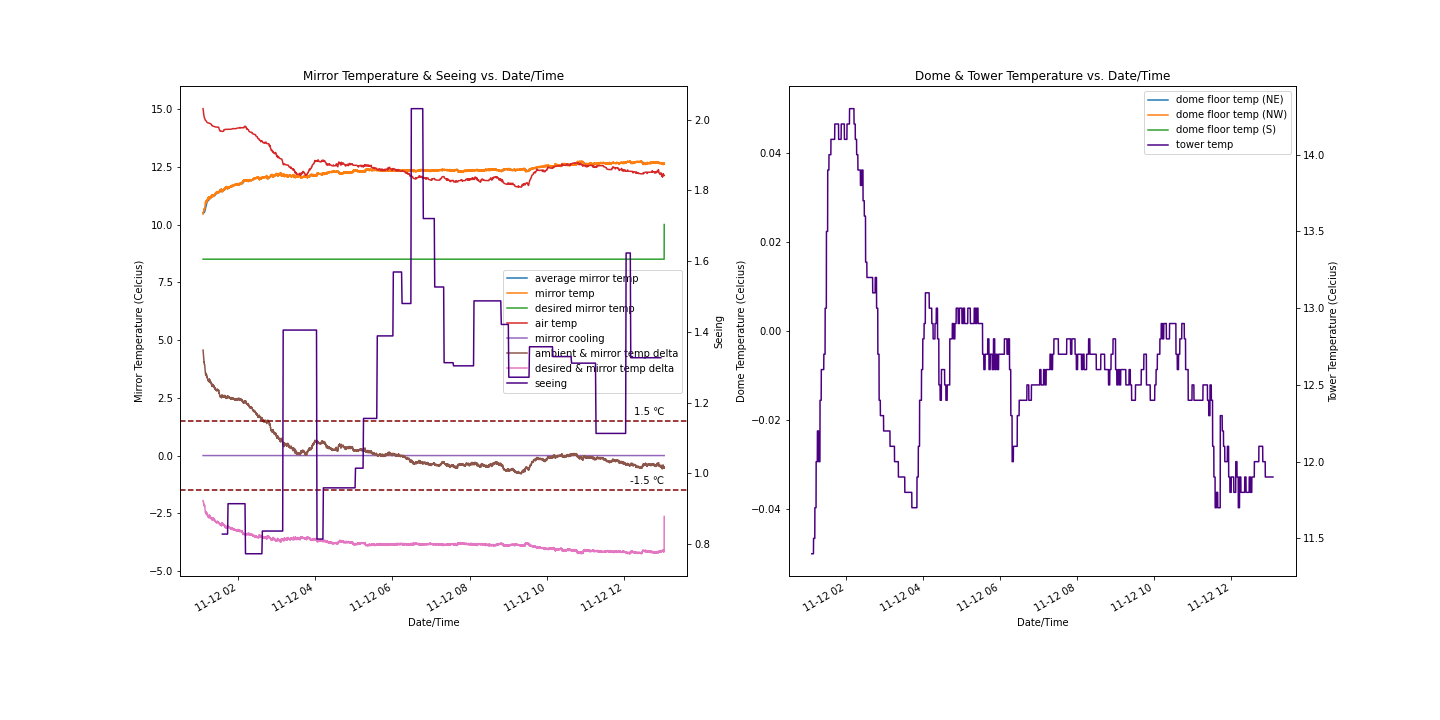 Mirror Temperature & Seeing vs. Date/Time
15.0
12.5
10.0
7.5
5.0
2.5
0.0
−2.5
−5.0
Mirror Temperature (Celcius)
2.0
1.8
1.6
1.4
1.2
1.0
0.8
Seeing
average mirror temp
mirror temp
desired mirror temp
air temp
mirror cooling
ambient & mirror temp delta
desired & mirror temp delta
seeing
1.5 °C
-1.5 °C
11-12 02
11-12 04
11-12 06
11-12 08
11-12 10
11-12 12
Date/Time
Dome & Tower Temperature vs. Date/Time
0.04
0.02
0.00
−0.02
−0.04
Dome Temperature (Celcius)
dome floor temp (NE)
dome floor temp (NW)
dome floor temp (S)
tower temp
14.0
13.5
13.0
12.5
12.0
11.5
Tower Temperature (Celcius)
11-12 02
11-12 04
11-12 06
11-12 08
11-12 10
11-12 12
Date/Time